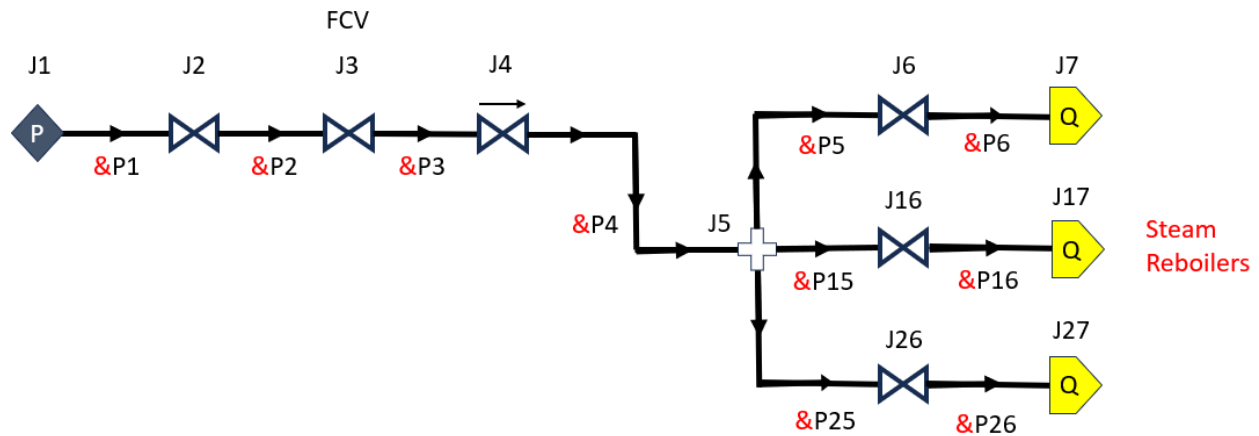 FCV
J1
J2
J3
J4
J6
J7
P
Q
&P1
&P2
&P3
&P5
&P6
&P4
J5
J16
J17
Q
Steam
Reboilers
&P15
&P16
J26
J27
Q
&P25
&P26